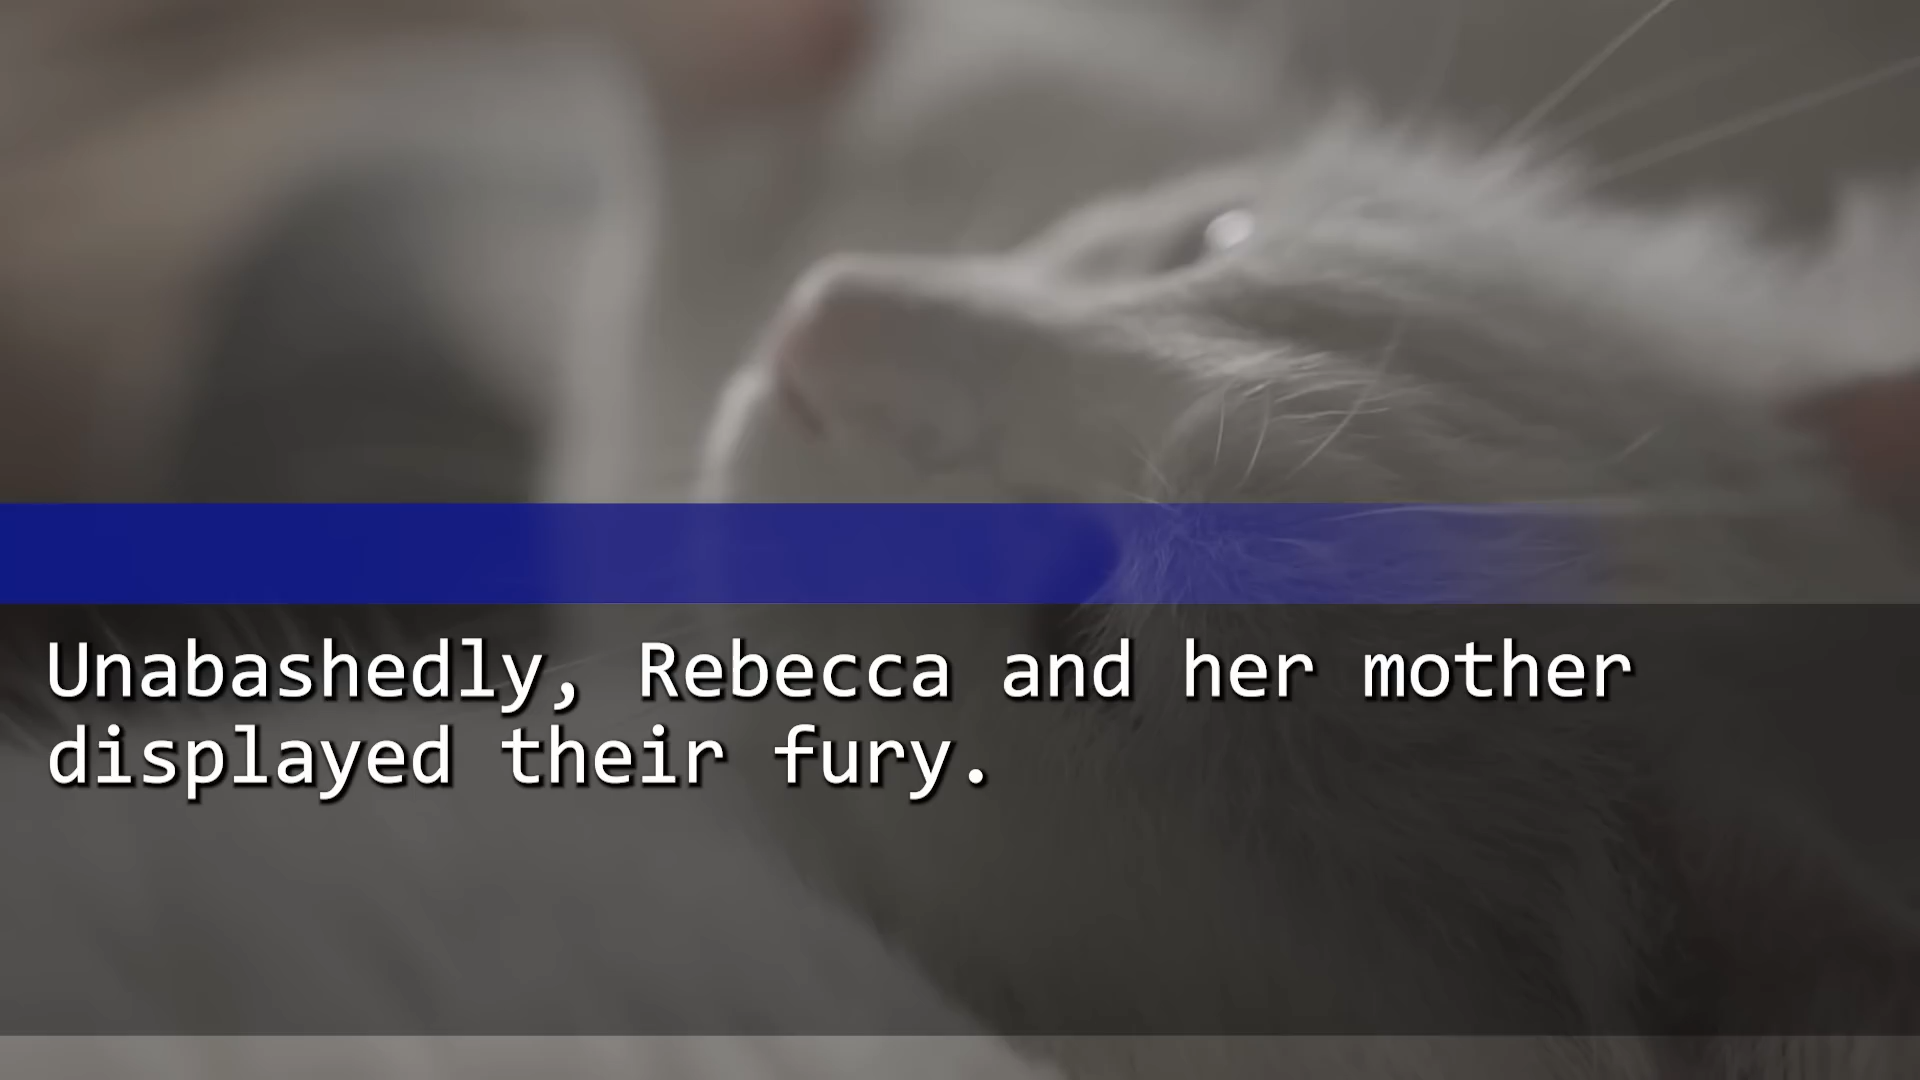 Unabashedly, Rebecca and her mother
displayed their fury.